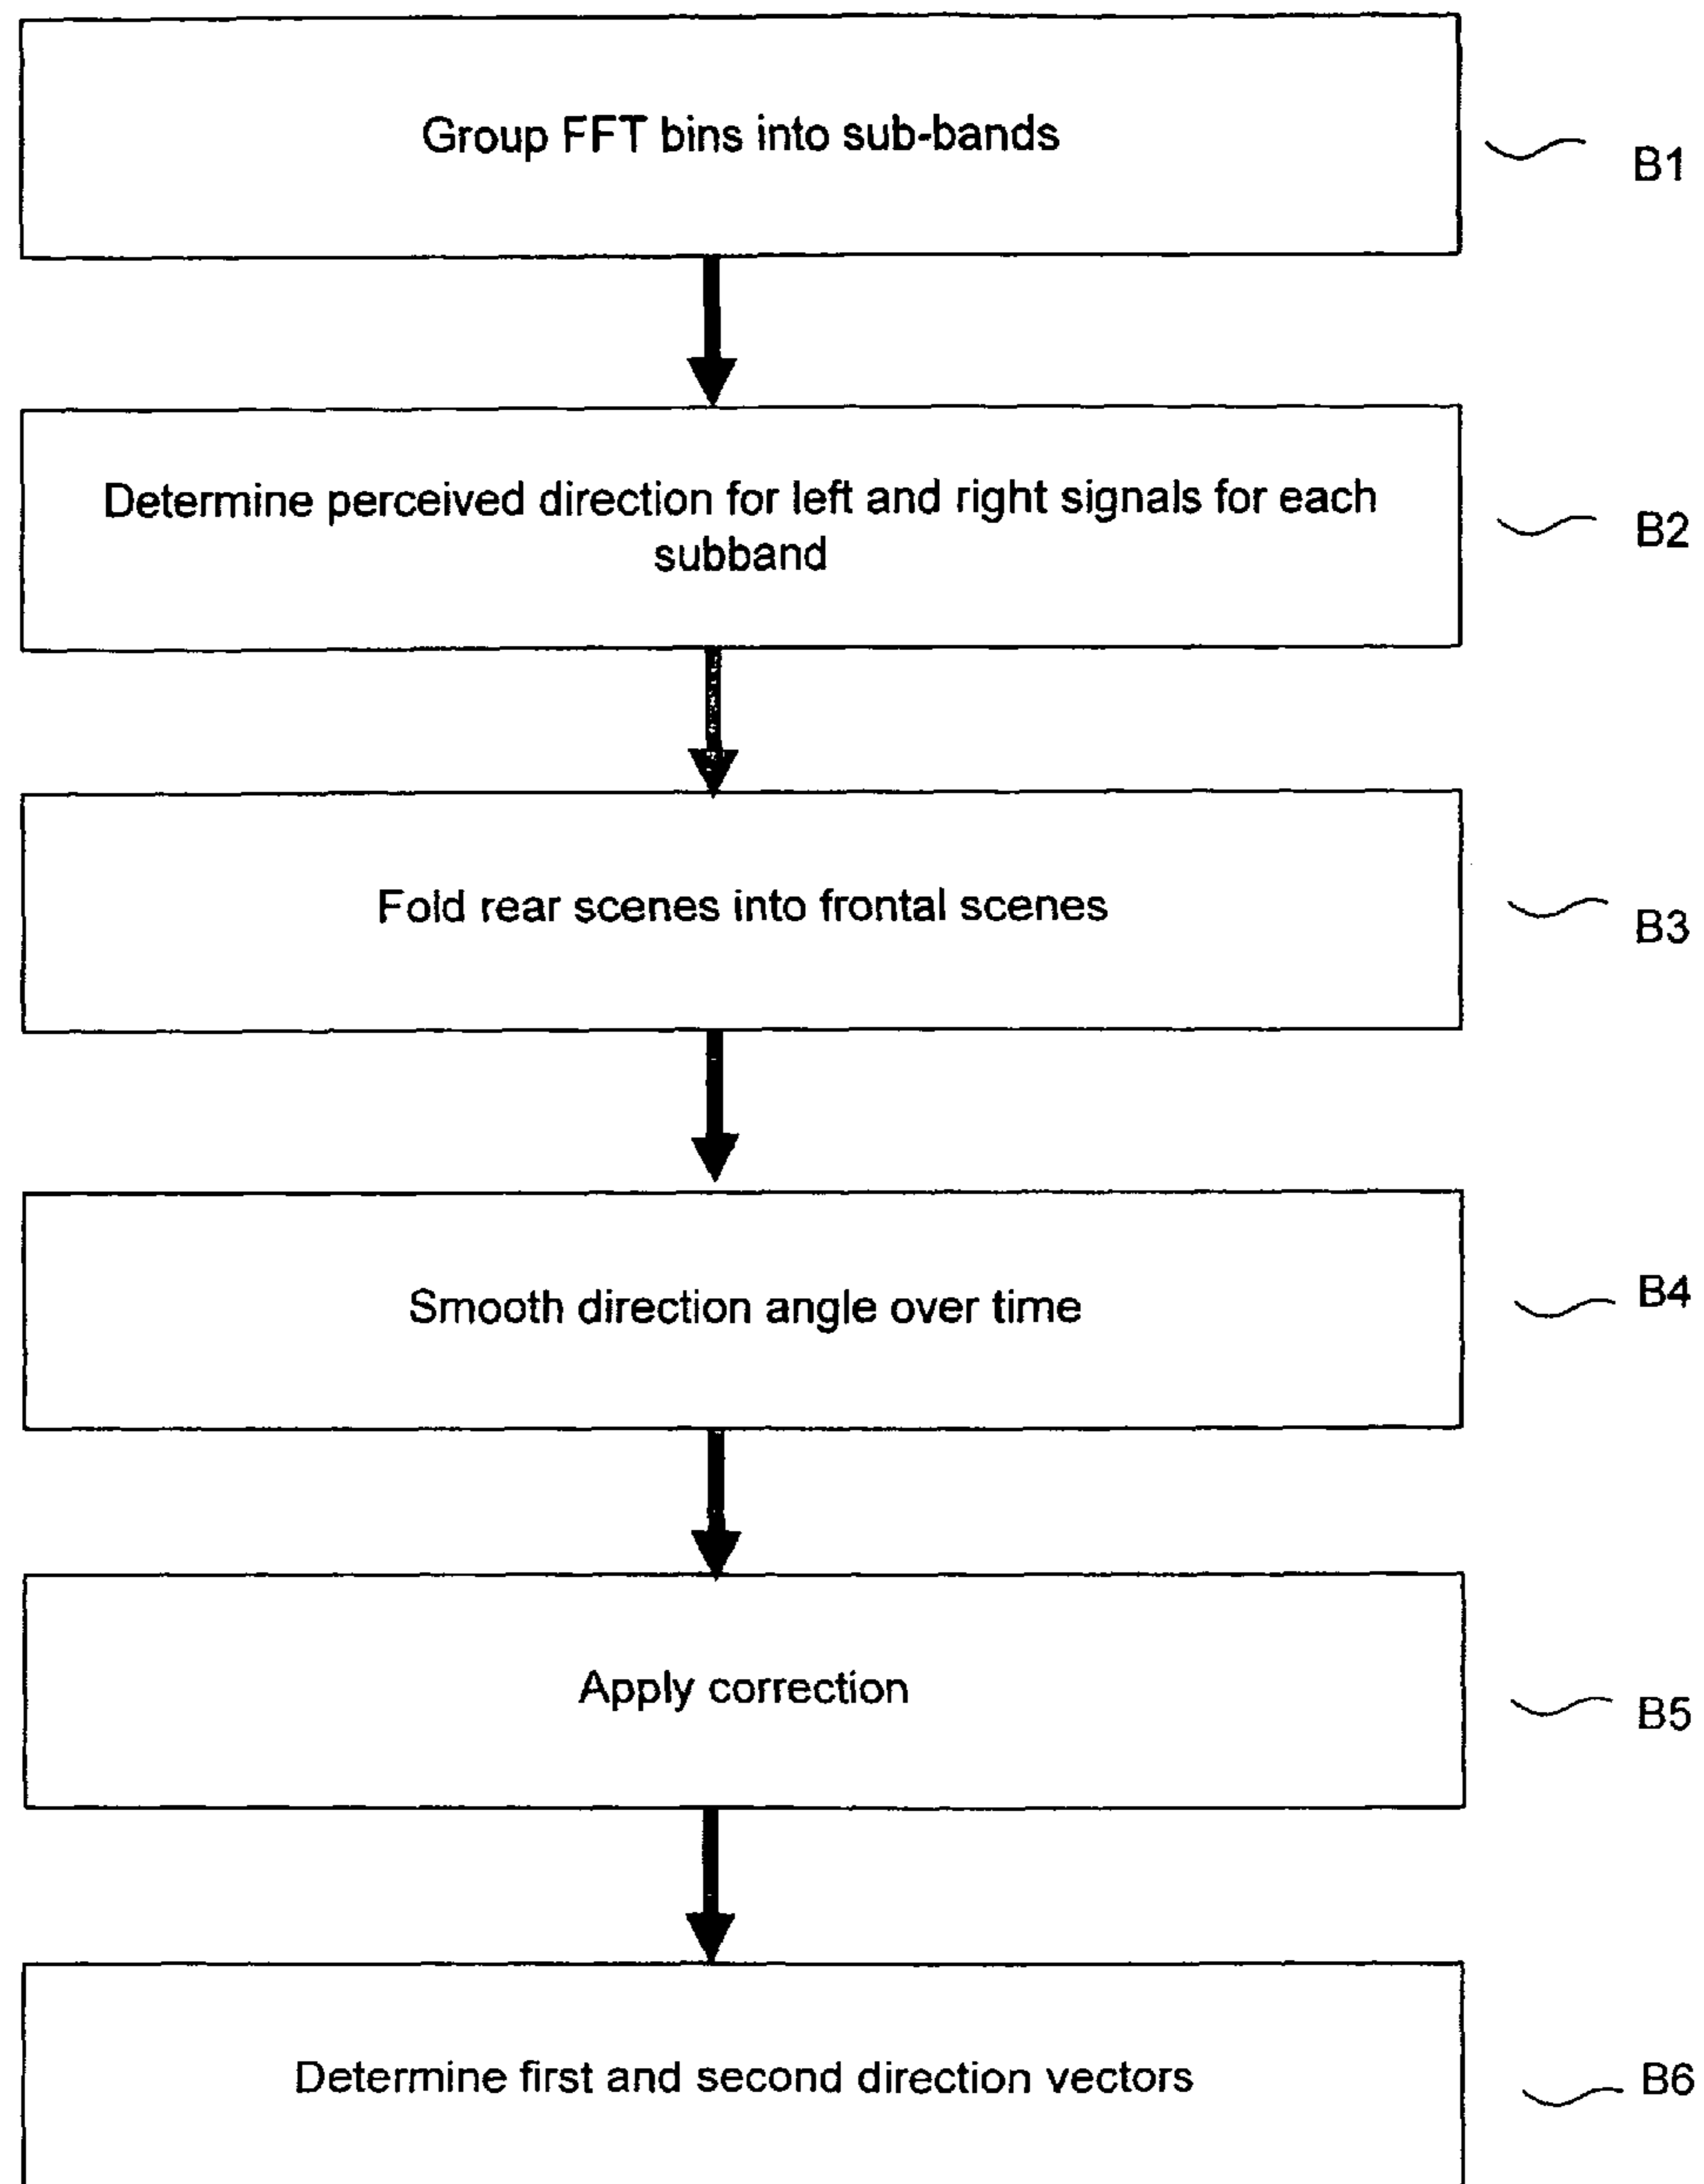 Group FFT bins into sub-bands
B1
Determine perceived direction for left and right signals for each
subband
B2
Fold rear scenes into frontal scenes
B3
Smooth direction angle over time
B4
Apply correction
B5
Determine first and second direction vectors
B6